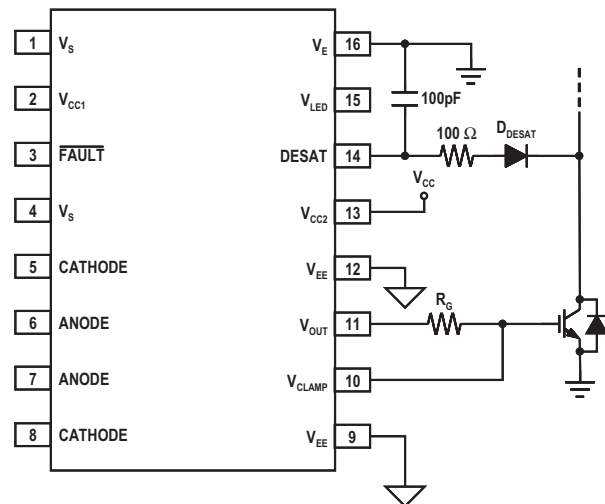 1 V_S V_E 16
2 V_CC1 V_LED 15 100pF
3 FAULT DESAT 14 100 Ω D_DESAT
4 V_S V_CC2 13 V_CC
5 CATHODE V_EE 12
6 ANODE V_OUT 11 R_G
7 ANODE V_CLAMP 10
8 CATHODE V_EE 9